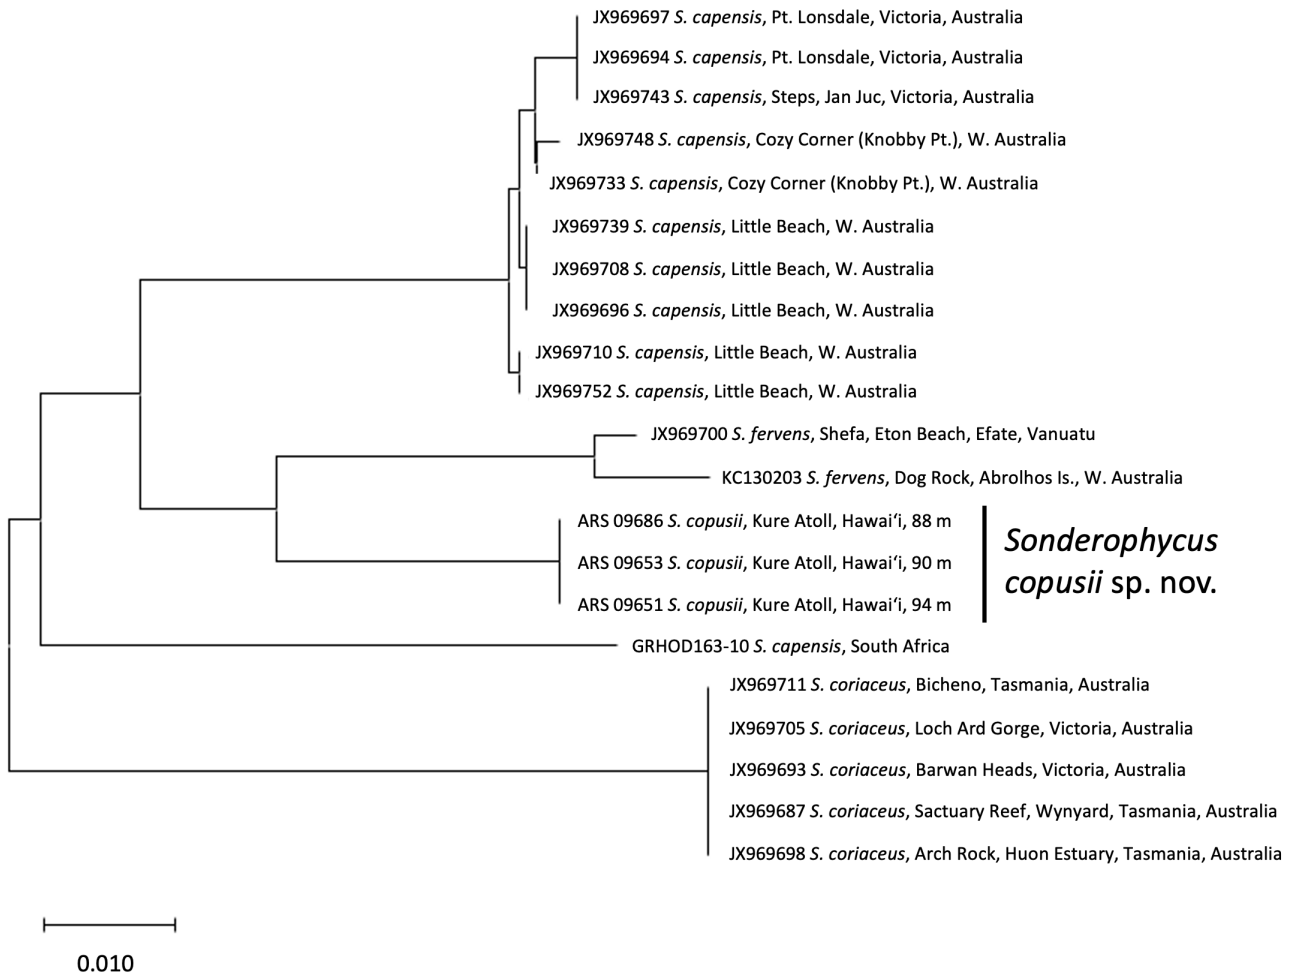 JX969697 S. capensis, Pt. Lonsdale, Victoria, Australia
JX969694 S. capensis, Pt. Lonsdale, Victoria, Australia
JX969743 S. capensis, Steps, Jan Juc, Victoria, Australia
JX969748 S. capensis, Cozy Corner (Knobby Pt.), W. Australia
JX969733 S. capensis, Cozy Corner (Knobby Pt.), W. Australia
JX969739 S. capensis, Little Beach, W. Australia
JX969708 S. capensis, Little Beach, W. Australia
JX969696 S. capensis, Little Beach, W. Australia
JX969710 S. capensis, Little Beach, W. Australia
JX969752 S. capensis, Little Beach, W. Australia
JX969700 S. fervens, Shefa, Eton Beach, Efate, Vanuatu
KC130203 S. fervens, Dog Rock, Abrolhos Is., W. Australia
ARS 09686 S. copusii, Kure Atoll, Hawaiʻi, 88 m
ARS 09653 S. copusii, Kure Atoll, Hawaiʻi, 90 m
ARS 09651 S. copusii, Kure Atoll, Hawaiʻi, 94 m
Sonderophycus
copusii sp. nov.
GRHOD163-10 S. capensis, South Africa
JX969711 S. coriaceus, Bicheno, Tasmania, Australia
JX969705 S. coriaceus, Loch Ard Gorge, Victoria, Australia
JX969693 S. coriaceus, Barwan Heads, Victoria, Australia
JX969687 S. coriaceus, Sactuary Reef, Wynyard, Tasmania, Australia
JX969698 S. coriaceus, Arch Rock, Huon Estuary, Tasmania, Australia
0.010